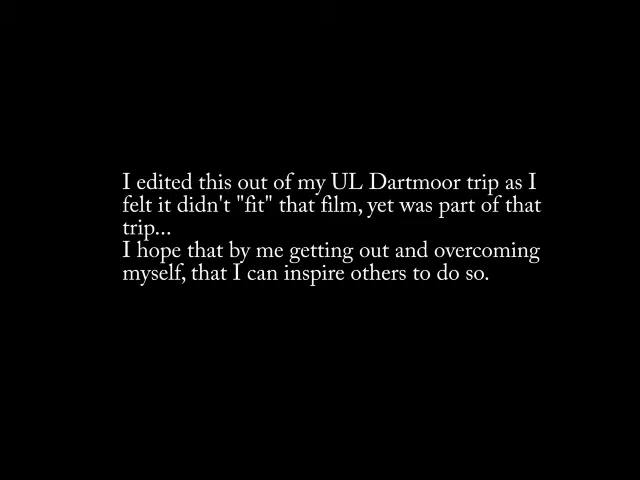 I edited this out of my UL Dartmoor trip as I
felt it didn't "fit" that film, yet was part of that
trip...
I hope that by me getting out and overcoming
myself, that I can inspire others to do so.